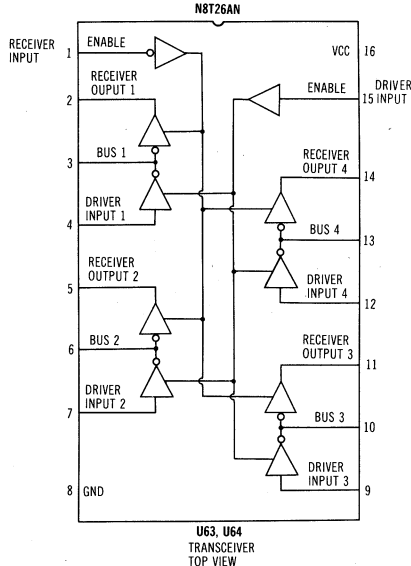 N8T26AN
RECEIVER INPUT
1 ENABLE
VCC 16
RECEIVER OUPUT 1
2
ENABLE
15 DRIVER INPUT
3 BUS 1
RECEIVER OUPUT 4
14
DRIVER INPUT 1
4
BUS 4
13
RECEIVER OUTPUT 2
5
DRIVER INPUT 4
12
6 BUS 2
RECEIVER OUTPUT 3
11
DRIVER INPUT 2
7
BUS 3
10
8 GND
DRIVER INPUT 3
9
U63, U64
TRANSCEIVER
TOP VIEW